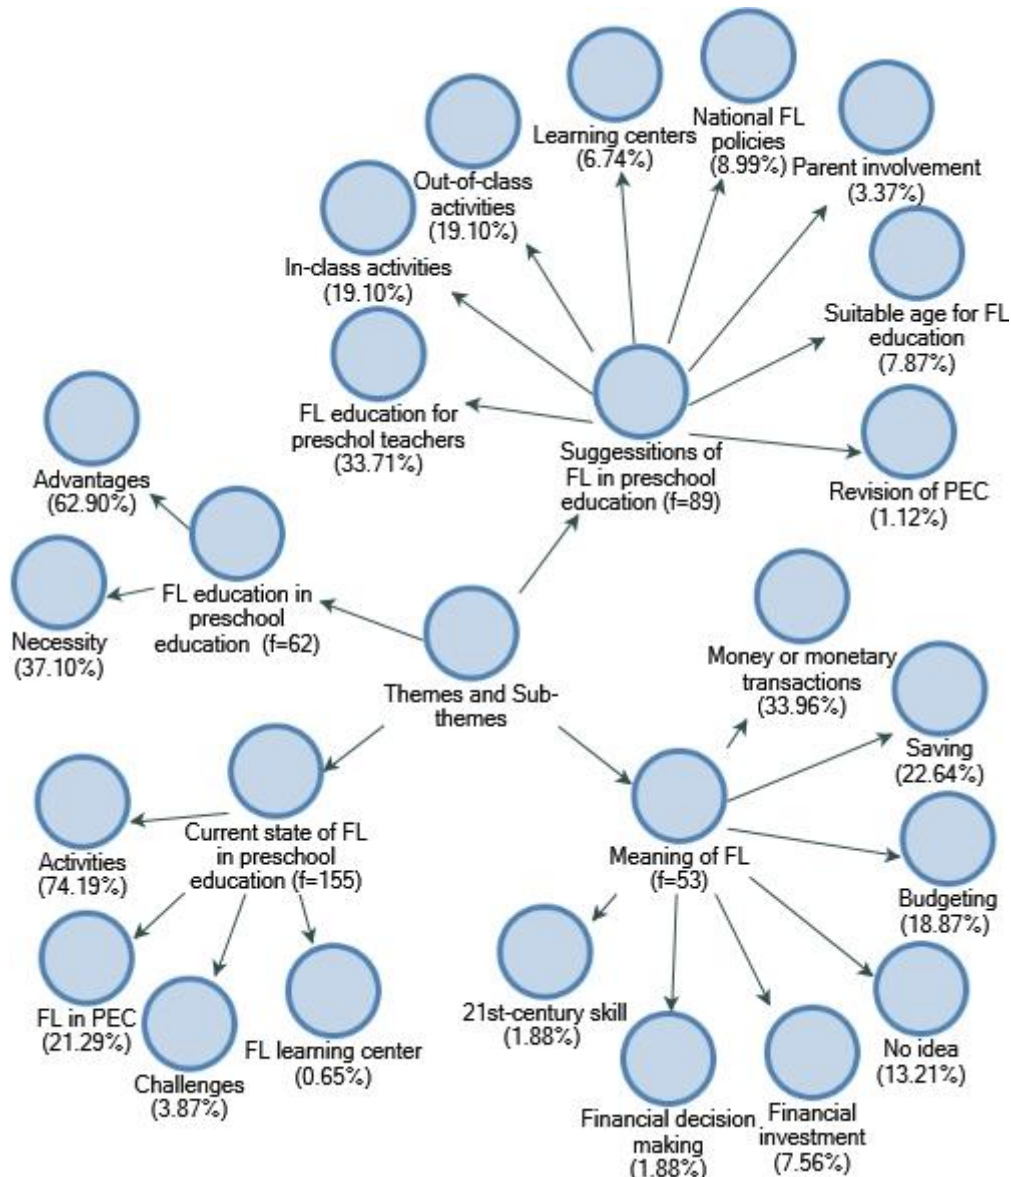 Learning centers
(6.74%)
National FL
policies
(8.99%)
Parent involvement
(3.37%)
Out-of-class
activities
(19.10%)
In-class activities
(19.10%)
Suitable age for FL
education
(7.87%)
FL education for
preschol teachers
(33.71%)
Suggessitions of
FL in preschool
education (f=89)
Revision of PEC
(1.12%)
Advantages
(62.90%)
FL education in
preschool
education (f=62)
Necessity
(37.10%)
Themes and Sub-
themes
Money or monetary
transactions
(33.96%)
Saving
(22.64%)
Current state of FL
in preschool
education (f=155)
Activities
(74.19%)
Meaning of FL
(f=53)
Budgeting
(18.87%)
FL in PEC
(21.29%)
Challenges
(3.87%)
FL learning center
(0.65%)
21st-century skill
(1.88%)
Financial decision
making
(1.88%)
Financial
investment
(7.56%)
No idea
(13.21%)